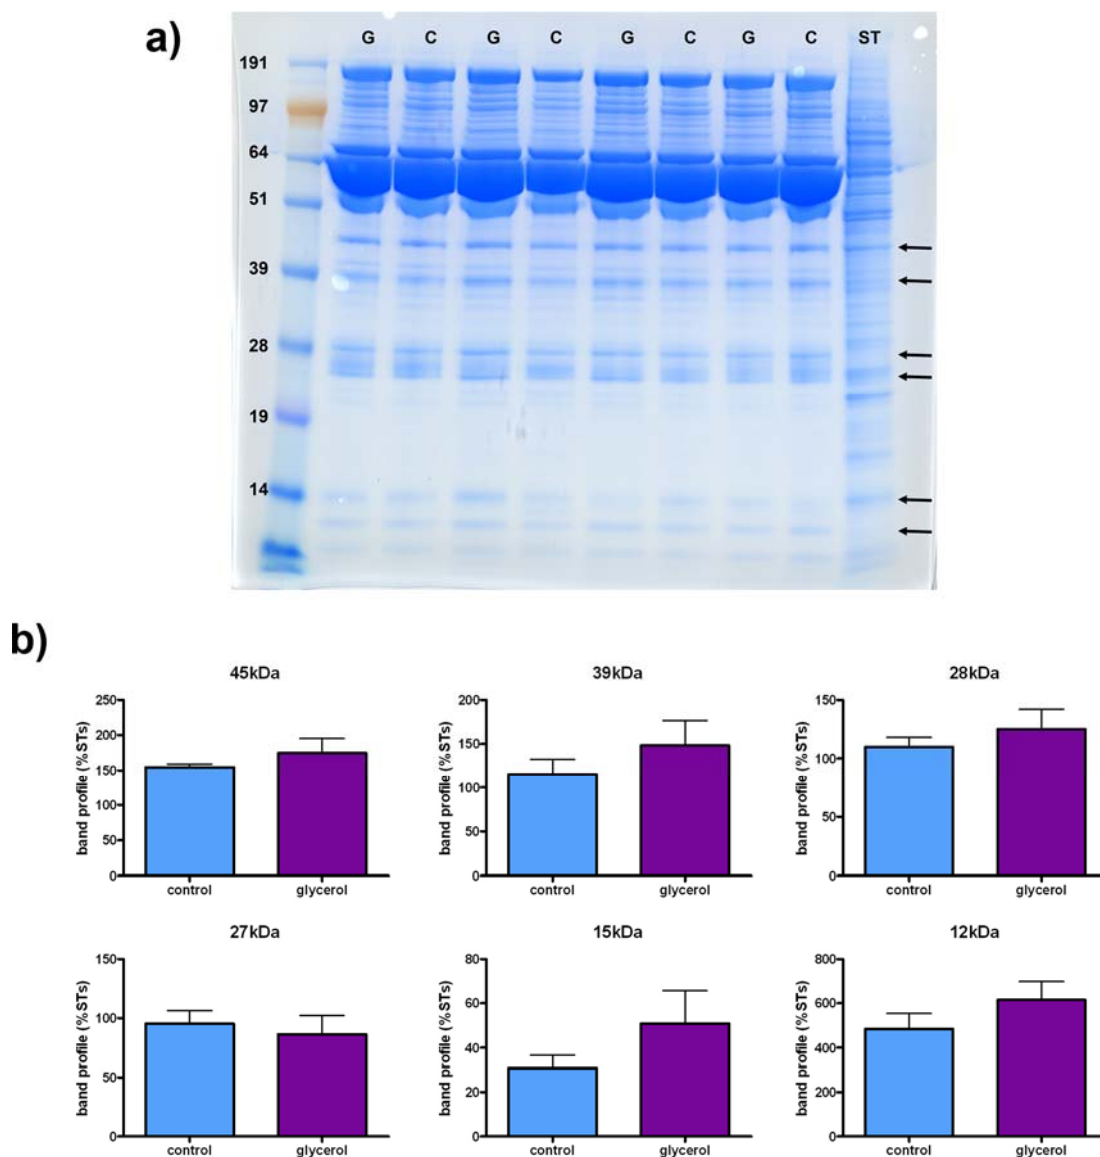 a)
G C G C G C G C ST
191
97
64
51
39
28
19
14
b)
45kDa 39kDa 28kDa
band profile (%STs)
250
200
150
100
50
0
control glycerol
band profile (%STs)
200
150
100
50
0
control glycerol
band profile (%STs)
150
100
50
0
control glycerol
27kDa 15kDa 12kDa
band profile (%STs)
150
100
50
0
control glycerol
band profile (%STs)
80
60
40
20
0
control glycerol
band profile (%STs)
800
600
400
200
0
control glycerol